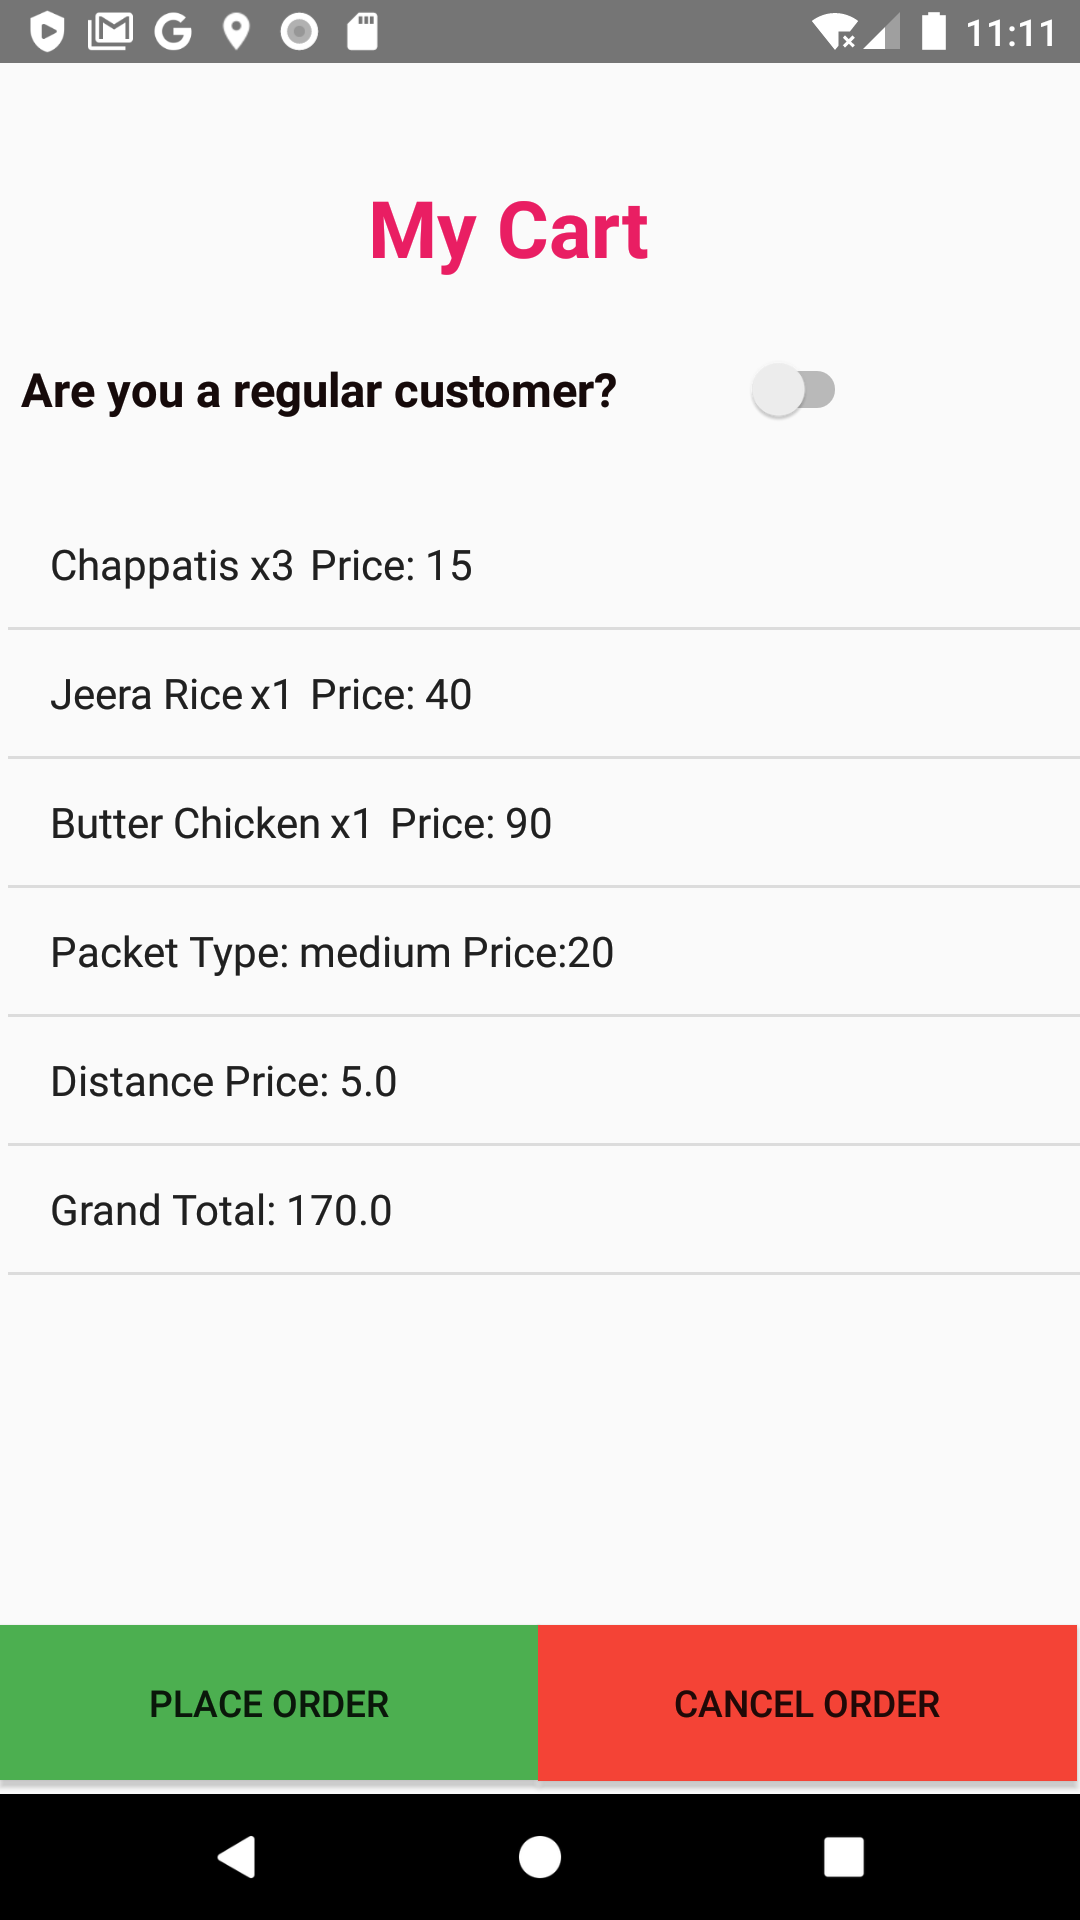 11:11
My Cart
Are you a regular customer?
Chappatis x3 Price: 15
Jeera Rice x1 Price: 40
Butter Chicken x1 Price: 90
Packet Type: medium Price:20
Distance Price: 5.0
Grand Total: 170.0
PLACE ORDER CANCEL ORDER